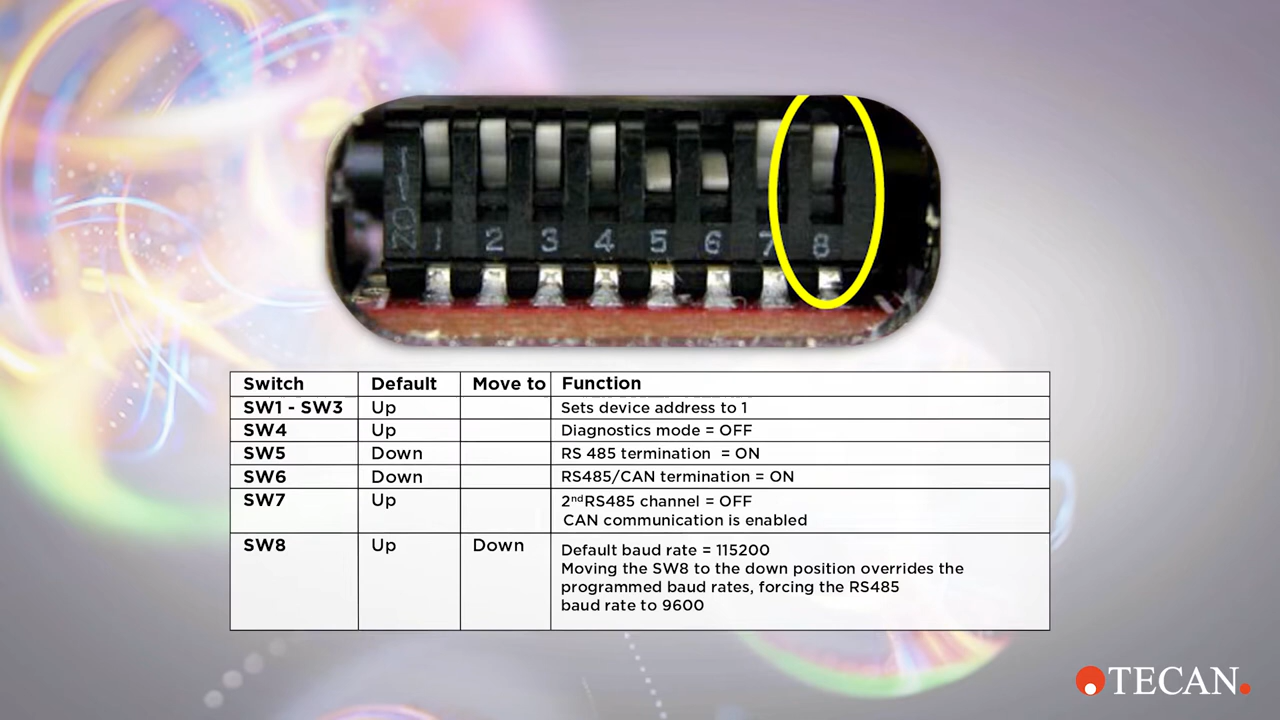 NO
1 2 3 4 5 6 7 8
Switch Default Move to Function
SW1 - SW3 Up Sets device address to 1
SW4 Up Diagnostics mode = OFF
SW5 Down RS 485 termination = ON
SW6 Down RS485/CAN termination = ON
SW7 Up 2nd RS485 channel = OFF
CAN communication is enabled
SW8 Up Down Default baud rate = 115200
Moving the SW8 to the down position overrides the
programmed baud rates, forcing the RS485
baud rate to 9600
TECAN.